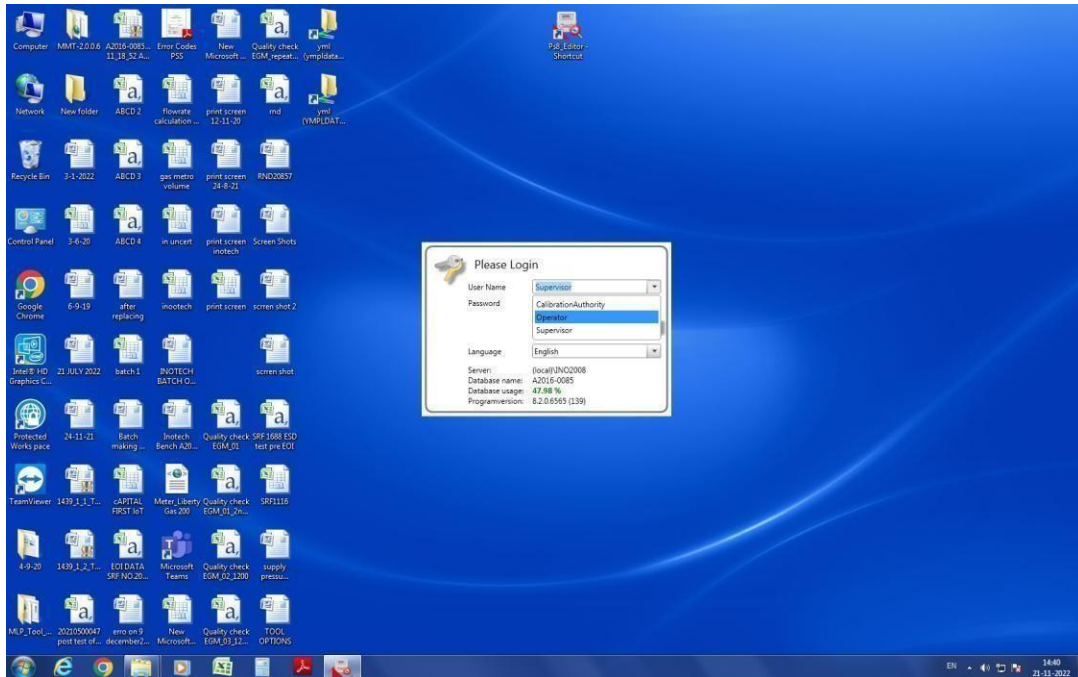 Computer
MMT-2.0.0.6
A2016-0085...
11_18_52 A...
Error Codes
PSS
New
Microsoft ...
Quality check
EGM_repeat...
yml
(ympldata...
Ps8_Editor -
Shortcut
Network
New folder
ABCD 2
flowrate
calculation ...
print screen
12-11-20
rnd
yml
(YMPLDAT...
Recycle Bin
3-1-2022
ABCD 3
gas metro
volume
print screen
24-8-21
RND20857
Control Panel
3-6-20
ABCD 4
in uncert
print screen
inotech
Screen Shots
Google
Chrome
6-9-19
after
replacing
inootech
print screen
scrren shot 2
Intel® HD
Graphics C...
21 JULY 2022
batch 1
INOTECH
BATCH O...
scrren shot
Protected
Works pace
24-11-21
Batch
making ...
Inotech
Bench A20...
Quality check
EGM_01
SRF 1688 ESD
test pre EOI
TeamViewer
1439_1_1_T...
cAPITAL
FIRST IoT
Meter_Liberty
Gas 200
Quality check
EGM_01_2n...
SRF1116
4-9-20
1439_1_2_T...
EOI DATA
SRF NO.20...
Microsoft
Teams
Quality check
EGM_02_1200
supply
pressu...
MLP_Tool_...
20210500047
post test of...
erro on 9
december2...
New
Microsoft...
Quality check
EGM_03_12...
TOOL
OPTIONS
Please Login
User Name Supervisor
Password
CalibrationAuthority
Operator
Supervisor
Language English
Server: (local)\INO2008
Database name: A2016-0085
Database usage: 47.98 %
Programversion: 8.2.0.6565 (139)
EN
14:40
21-11-2022